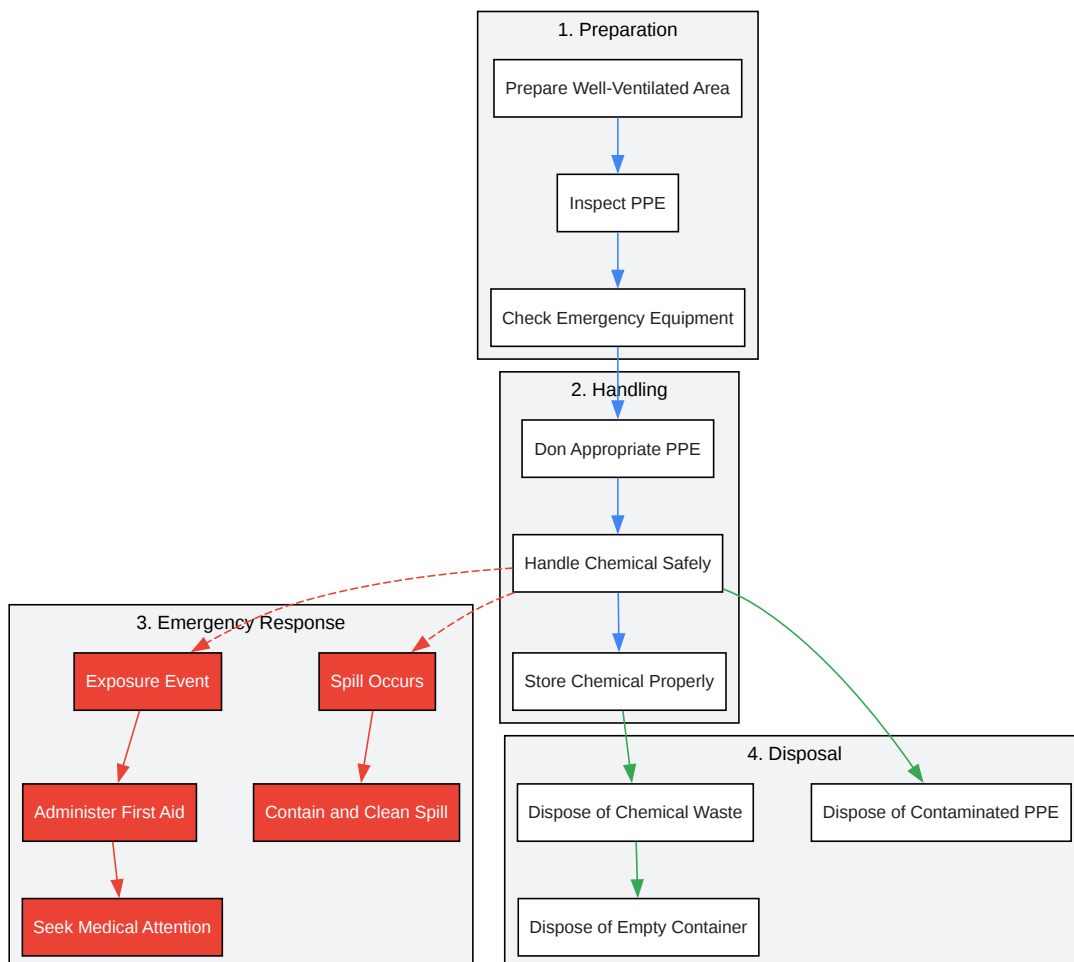 1. Preparation
Prepare Well-Ventilated Area
Inspect PPE
Check Emergency Equipment
2. Handling
Don Appropriate PPE
Handle Chemical Safely
Store Chemical Properly
3. Emergency Response
Exposure Event
Spill Occurs
Administer First Aid
Contain and Clean Spill
Seek Medical Attention
4. Disposal
Dispose of Chemical Waste
Dispose of Contaminated PPE
Dispose of Empty Container